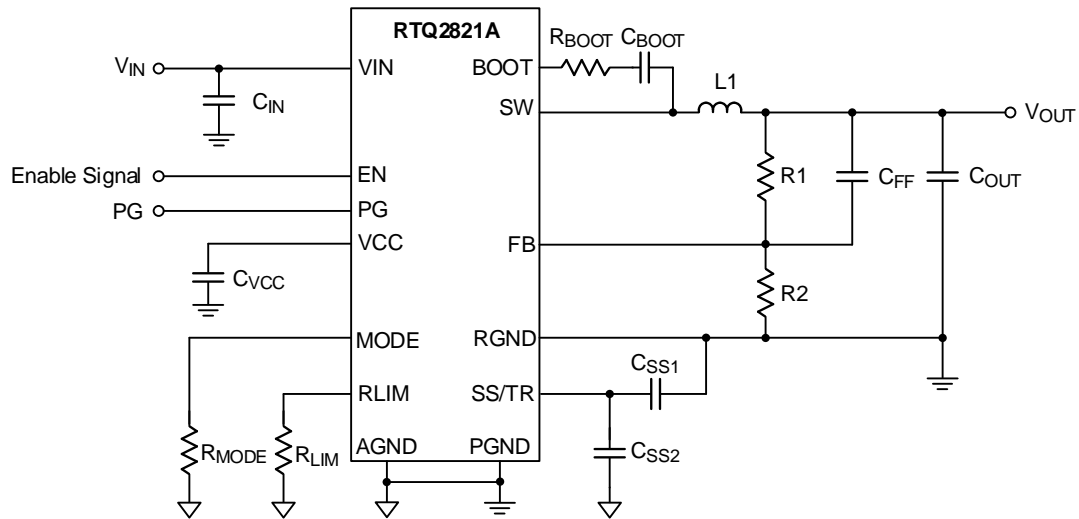 RTQ2821A
VIN
VIN
CIN
Enable Signal
EN
PG
PG
VCC
CVCC
MODE
RMODE
RLIM
RLIM
AGND
PGND
BOOT
RBOOT
CBOOT
SW
L1
VOUT
R1
CFF
COUT
FB
R2
RGND
CSS1
SS/TR
CSS2